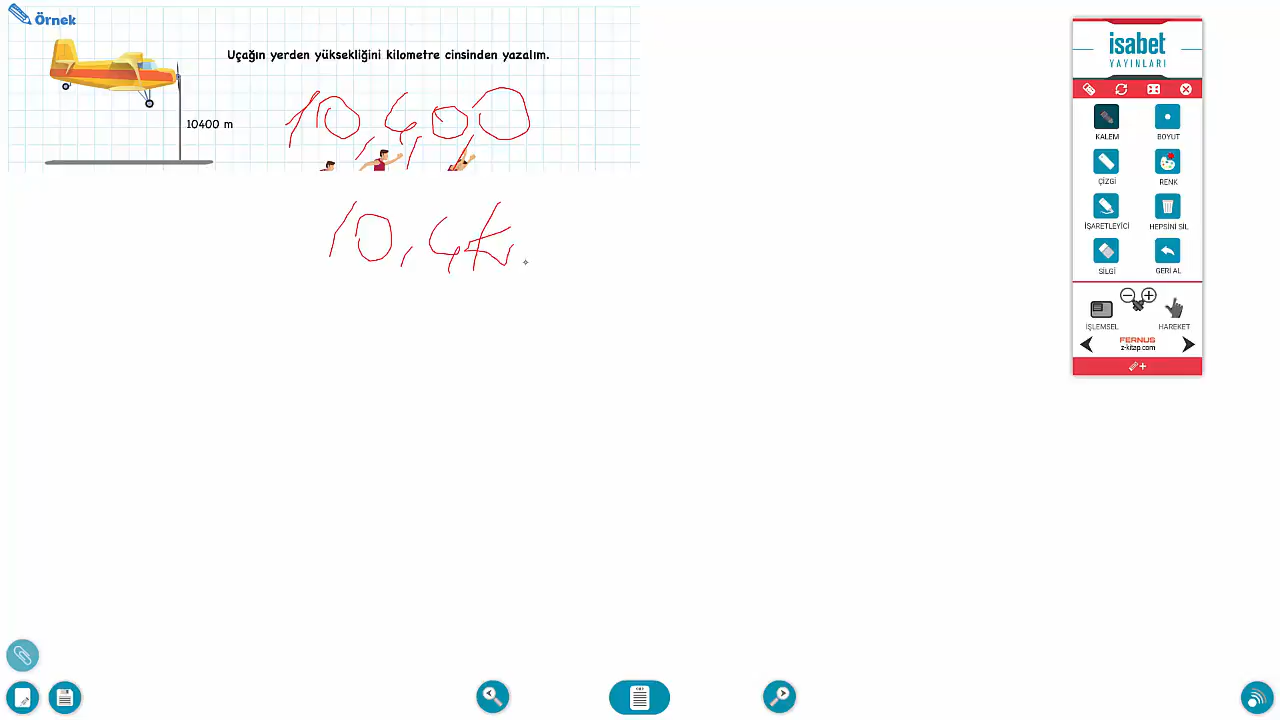 Örnek
Uçağın yerden yüksekliğini kilometre cinsinden yazalım.
10400 m
10,400
10,4k
isabet
YAYINLARI
KALEM
BOYUT
ÇİZGİ
RENK
İŞARETLEYİCİ
HEPSİNİ SİL
SİLGİ
GERİ AL
İŞLEMSEL
HAREKET
FERNUS
z-kitap.com